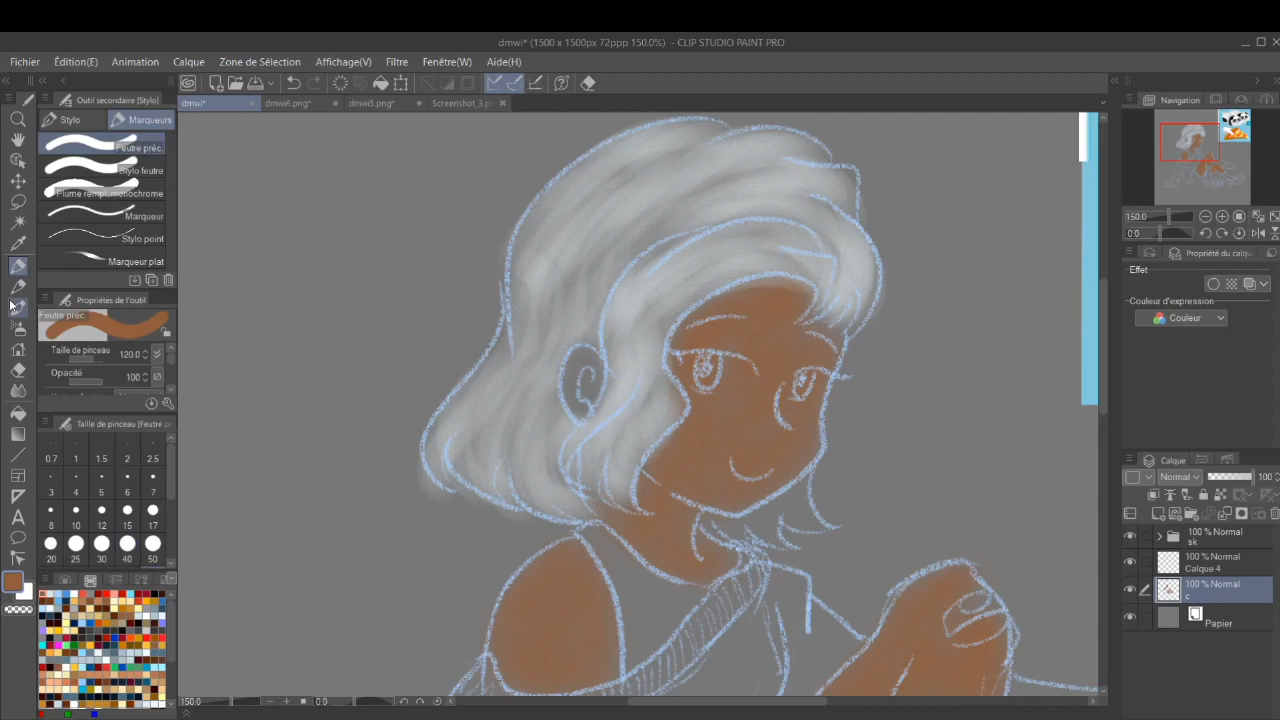 dmwi* (1500 x 1500px 72ppp 150.0%) - CLIP STUDIO PAINT PRO
Fichier Édition(E) Animation Calque Zone de Sélection Affichage(V) Filtre Fenêtre(W) Aide(H)
Outil secondaire [Stylo]
dmwi* dmwi6.png* dmwi5.png* Screenshot_3.p
Navigation
Stylo Marqueurs
Feutre préc.
Stylo feutre
Plume rempl. monochrome
Marqueur
Stylo point
Marqueur plat
150.0
0.0
Propriété du calqu
Effet
Couleur d'expression
Couleur
Propriétés de l'outil
Feutre préc.
Taille de pinceau 120.0
Opacité 100
Taille de pinceau [Feutre p
0.7 1 1.5 2 2.5
3 4 5 6 7
8 10 12 15 17
20 25 30 40 50
Calque
Normal 100
100 % Normal
sk
100 % Normal
Calque 4
100 % Normal
c
Papier
150.0 0.0